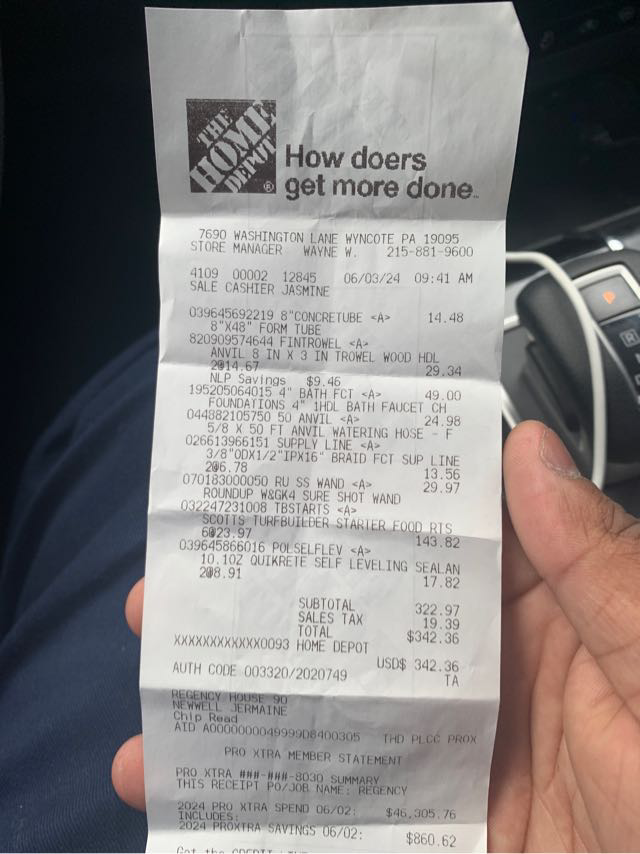 THE
HOME
DEPOT
®
How doers
get more done.
7690 WASHINGTON LANE WYNCOTE PA 19095
STORE MANAGER WAYNE W. 215-881-9600
4109 00002 12845 06/03/24 09:41 AM
SALE CASHIER JASMINE
039645692219 8"CONCRETUBE <A> 14.48
8"X48" FORM TUBE
820909574644 FINTROWEL <A>
ANVIL 8 IN X 3 IN TROWEL WOOD HDL
2@14.67 29.34
NLP Savings $9.46
195205064015 4" BATH FCT <A> 49.00
FOUNDATIONS 4" 1HDL BATH FAUCET CH
044882105750 50 ANVIL <A> 24.98
5/8 X 50 FT ANVIL WATERING HOSE - F
026613966151 SUPPLY LINE <A>
3/8"ODX1/2"IPX16" BRAID FCT SUP LINE
2@6.78 13.56
070183000050 RU SS WAND <A> 29.97
ROUNDUP W&GK4 SURE SHOT WAND
032247231008 TBSTARTS <A>
SCOTTS TURFBUILDER STARTER FOOD RTS
6@23.97 143.82
039645866016 POLSELFLEV <A>
10.1OZ QUIKRETE SELF LEVELING SEALAN
2@8.91 17.82
SUBTOTAL 322.97
SALES TAX 19.39
TOTAL $342.36
XXXXXXXXXXXX0093 HOME DEPOT
USD$ 342.36
AUTH CODE 003320/2020749 TA
REGENCY HOUSE 90
NEWWELL JERMAINE
Chip Read
AID A0000000049999D8400305 THD PLCC PROX
PRO XTRA MEMBER STATEMENT
PRO XTRA ###-###-8030 SUMMARY
THIS RECEIPT PO/JOB NAME: REGENCY
2024 PRO XTRA SPEND 06/02: $46,305.76
INCLUDES:
2024 PROXTRA SAVINGS 06/02: $860.62
P
R